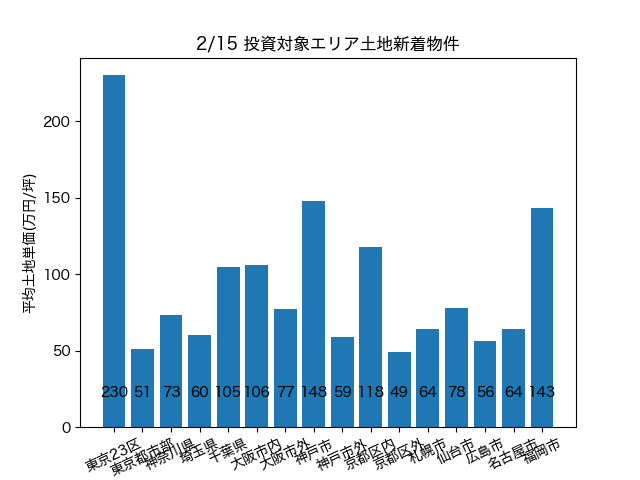 2/15 投資対象エリア土地新着物件
平均土地単価(万円/坪)
200
150
100
50
0
230 51 73 60 105 106 77 148 59 118 49 64 78 56 64 143
東京23区
東京都市部
神奈川県
埼玉県
千葉県
大阪市内
大阪市外
神戸市
神戸市外
京都区内
京都区外
札幌市
仙台市
広島市
名古屋市
福岡市